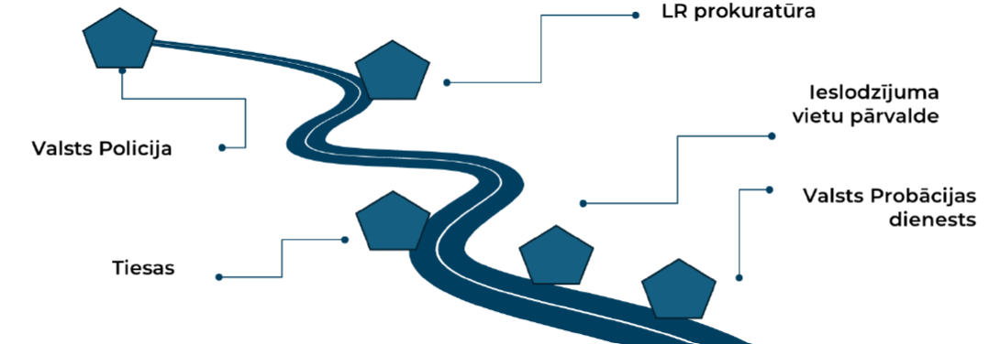 LR prokuratūra
Ieslodzījuma
vietu pārvalde
Valsts Policija
Valsts Probācijas
dienests
Tiesas